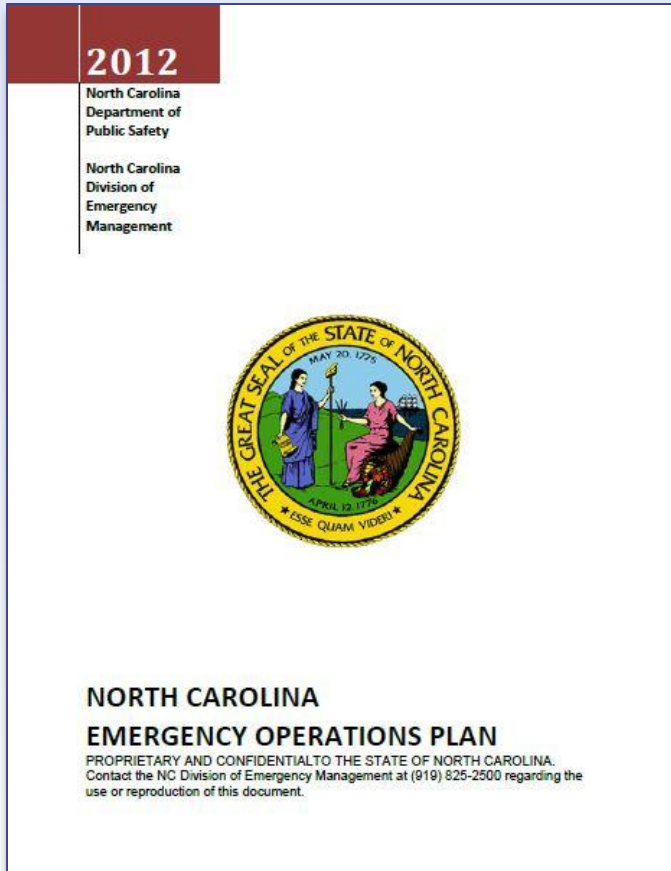 2012
North Carolina
Department of
Public Safety
North Carolina
Division of
Emergency
Management
THE GREAT SEAL OF THE STATE OF NORTH CAROLINA
MAY 20, 1775
APRIL 12, 1776
★ ESSE QUAM VIDERI ★
NORTH CAROLINA
EMERGENCY OPERATIONS PLAN
PROPRIETARY AND CONFIDENTIALTO THE STATE OF NORTH CAROLINA.
Contact the NC Division of Emergency Management at (919) 825-2500 regarding the
use or reproduction of this document.